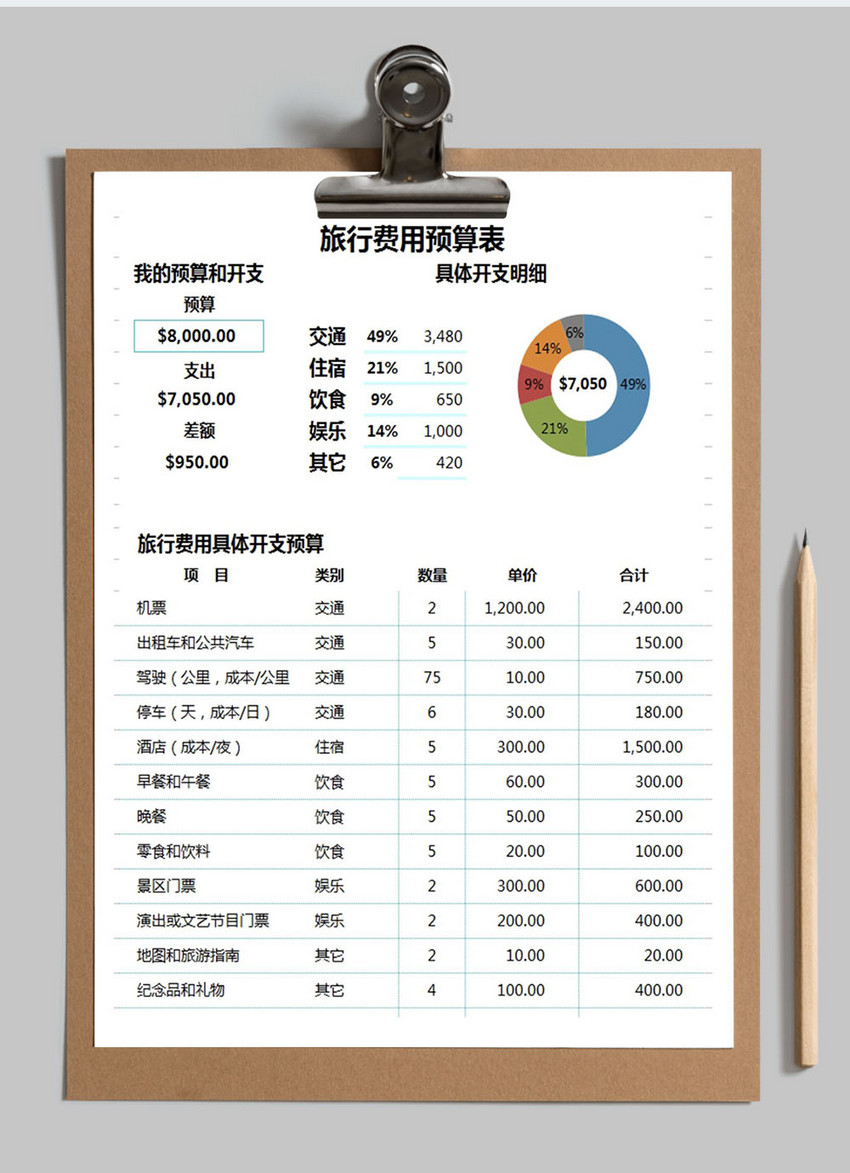 旅行费用预算表
我的预算和开支 具体开支明细
预算
$8,000.00
支出
$7,050.00
差额
$950.00
交通 49% 3,480
住宿 21% 1,500
饮食 9% 650
娱乐 14% 1,000
其它 6% 420
6%
14%
9% $7,050 49%
21%
旅行费用具体开支预算
项 目 类别 数量 单价 合计
机票 交通 2 1,200.00 2,400.00
出租车和公共汽车 交通 5 30.00 150.00
驾驶（公里，成本/公里 交通 75 10.00 750.00
停车（天，成本/日） 交通 6 30.00 180.00
酒店（成本/夜） 住宿 5 300.00 1,500.00
早餐和午餐 饮食 5 60.00 300.00
晚餐 饮食 5 50.00 250.00
零食和饮料 饮食 5 20.00 100.00
景区门票 娱乐 2 300.00 600.00
演出或文艺节目门票 娱乐 2 200.00 400.00
地图和旅游指南 其它 2 10.00 20.00
纪念品和礼物 其它 4 100.00 400.00